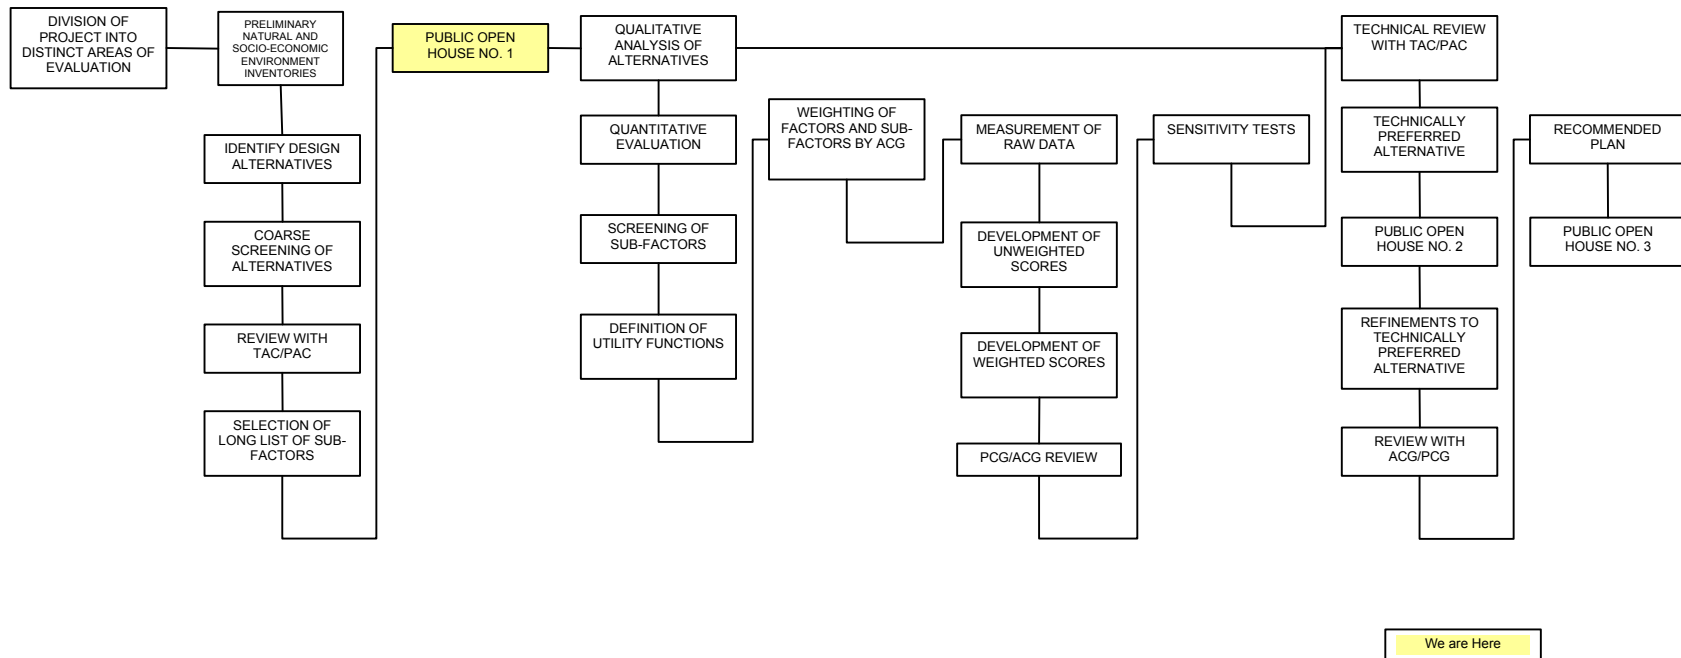 DIVISION OF
PROJECT INTO
DISTINCT AREAS OF
EVALUATION
PRELIMINARY
NATURAL AND
SOCIO-ECONOMIC
ENVIRONMENT
INVENTORIES
IDENTIFY DESIGN
ALTERNATIVES
COARSE
SCREENING OF
ALTERNATIVES
REVIEW WITH
TAC/PAC
SELECTION OF
LONG LIST OF SUB-
FACTORS
PUBLIC OPEN
HOUSE NO. 1
QUALITATIVE
ANALYSIS OF
ALTERNATIVES
QUANTITATIVE
EVALUATION
SCREENING OF
SUB-FACTORS
DEFINITION OF
UTILITY FUNCTIONS
WEIGHTING OF
FACTORS AND SUB-
FACTORS BY ACG
MEASUREMENT OF
RAW DATA
DEVELOPMENT OF
UNWEIGHTED
SCORES
DEVELOPMENT OF
WEIGHTED SCORES
PCG/ACG REVIEW
SENSITIVITY TESTS
TECHNICAL REVIEW
WITH TAC/PAC
TECHNICALLY
PREFERRED
ALTERNATIVE
PUBLIC OPEN
HOUSE NO. 2
REFINEMENTS TO
TECHNICALLY
PREFERRED
ALTERNATIVE
REVIEW WITH
ACG/PCG
RECOMMENDED
PLAN
PUBLIC OPEN
HOUSE NO. 3
We are Here